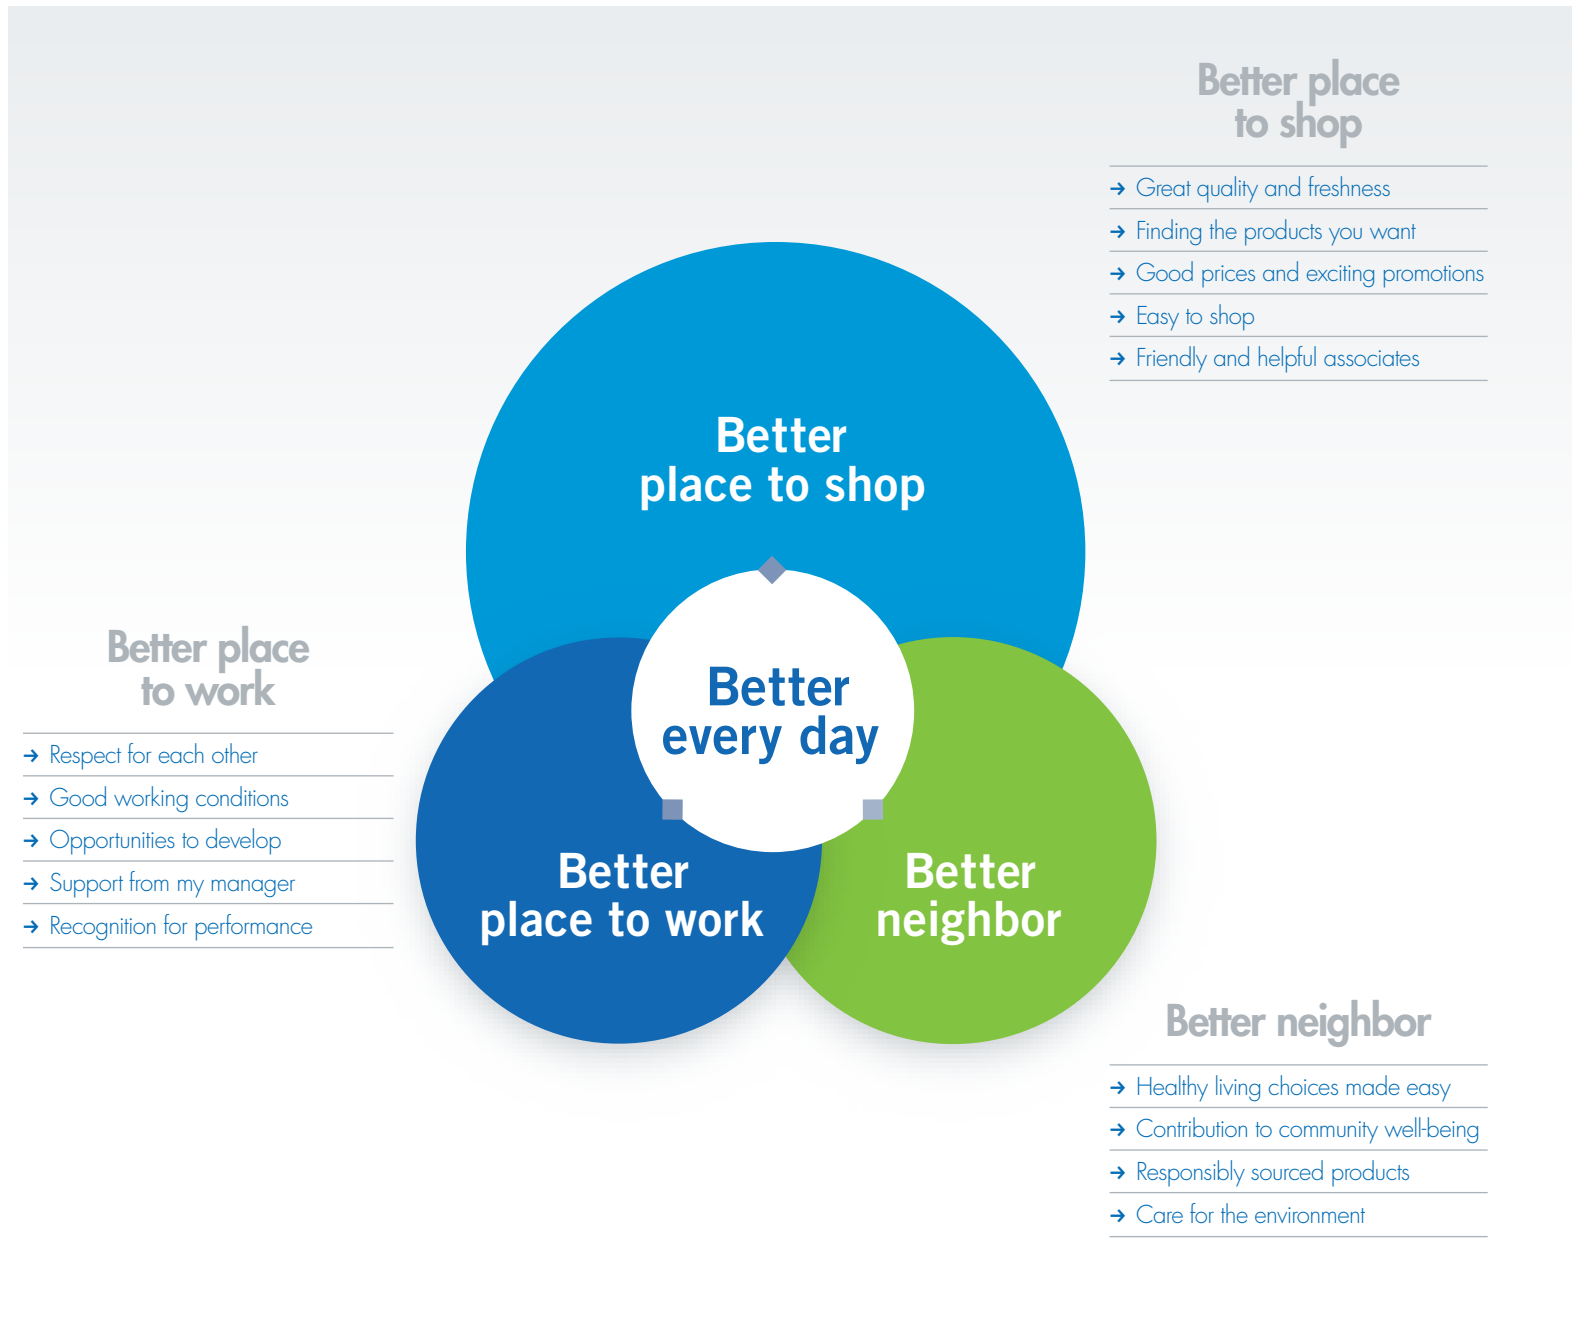 Better place
to shop
Great quality and freshness
Finding the products you want
Good prices and exciting promotions
Easy to shop
Friendly and helpful associates
Better
place to shop
Better place
to work
Respect for each other
Good working conditions
Opportunities to develop
Support from my manager
Recognition for performance
Better
every day
Better
place to work
Better
neighbor
Better neighbor
Healthy living choices made easy
Contribution to community well-being
Responsibly sourced products
Care for the environment